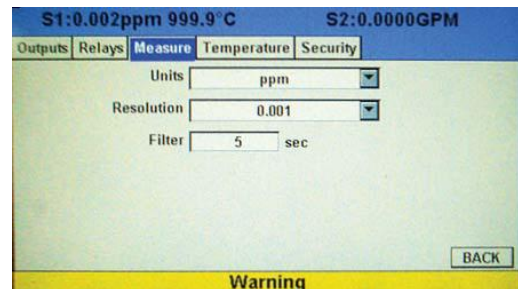 S1:0.002ppm 999.9°C S2:0.0000GPM
Outputs Relays Measure Temperature Security
Units ppm
Resolution 0.001
Filter 5 sec
BACK
Warning